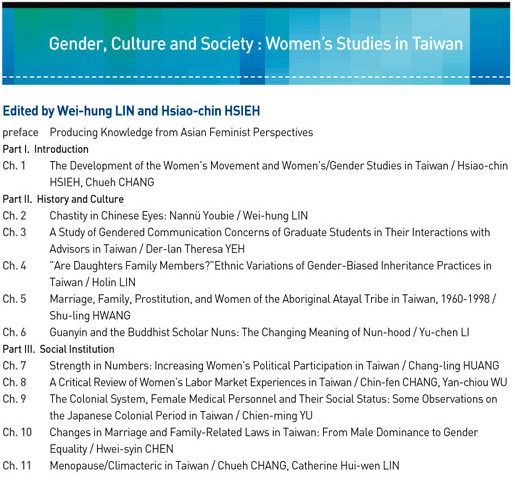 Gender, Culture and Society : Women's Studies in Taiwan
Edited by Wei-hung LIN and Hsiao-chin HSIEH
preface Producing Knowledge from Asian Feminist Perspectives
Part I. Introduction
Ch. 1 The Development of the Women's Movement and Women's/Gender Studies in Taiwan / Hsiao-chin
HSIEH, Chueh CHANG
Part II. History and Culture
Ch. 2 Chastity in Chinese Eyes: Nannü Youbie / Wei-hung LIN
Ch. 3 A Study of Gendered Communication Concerns of Graduate Students in Their Interactions with
Advisors in Taiwan / Der-lan Theresa YEH
Ch. 4 "Are Daughters Family Members?"Ethnic Variations of Gender-Biased Inheritance Practices in
Taiwan / Holin LIN
Ch. 5 Marriage, Family, Prostitution, and Women of the Aboriginal Atayal Tribe in Taiwan, 1960-1998 /
Shu-ling HWANG
Ch. 6 Guanyin and the Buddhist Scholar Nuns: The Changing Meaning of Nun-hood / Yu-chen LI
Part III. Social Institution
Ch. 7 Strength in Numbers: Increasing Women's Political Participation in Taiwan / Chang-ling HUANG
Ch. 8 A Critical Review of Women's Labor Market Experiences in Taiwan / Chin-fen CHANG, Yan-chiou WU
Ch. 9 The Colonial System, Female Medical Personnel and Their Social Status: Some Observations on
the Japanese Colonial Period in Taiwan / Chien-ming YU
Ch. 10 Changes in Marriage and Family-Related Laws in Taiwan: From Male Dominance to Gender
Equality / Hwei-syin CHEN
Ch. 11 Menopause/Climacteric in Taiwan / Chueh CHANG, Catherine Hui-wen LIN